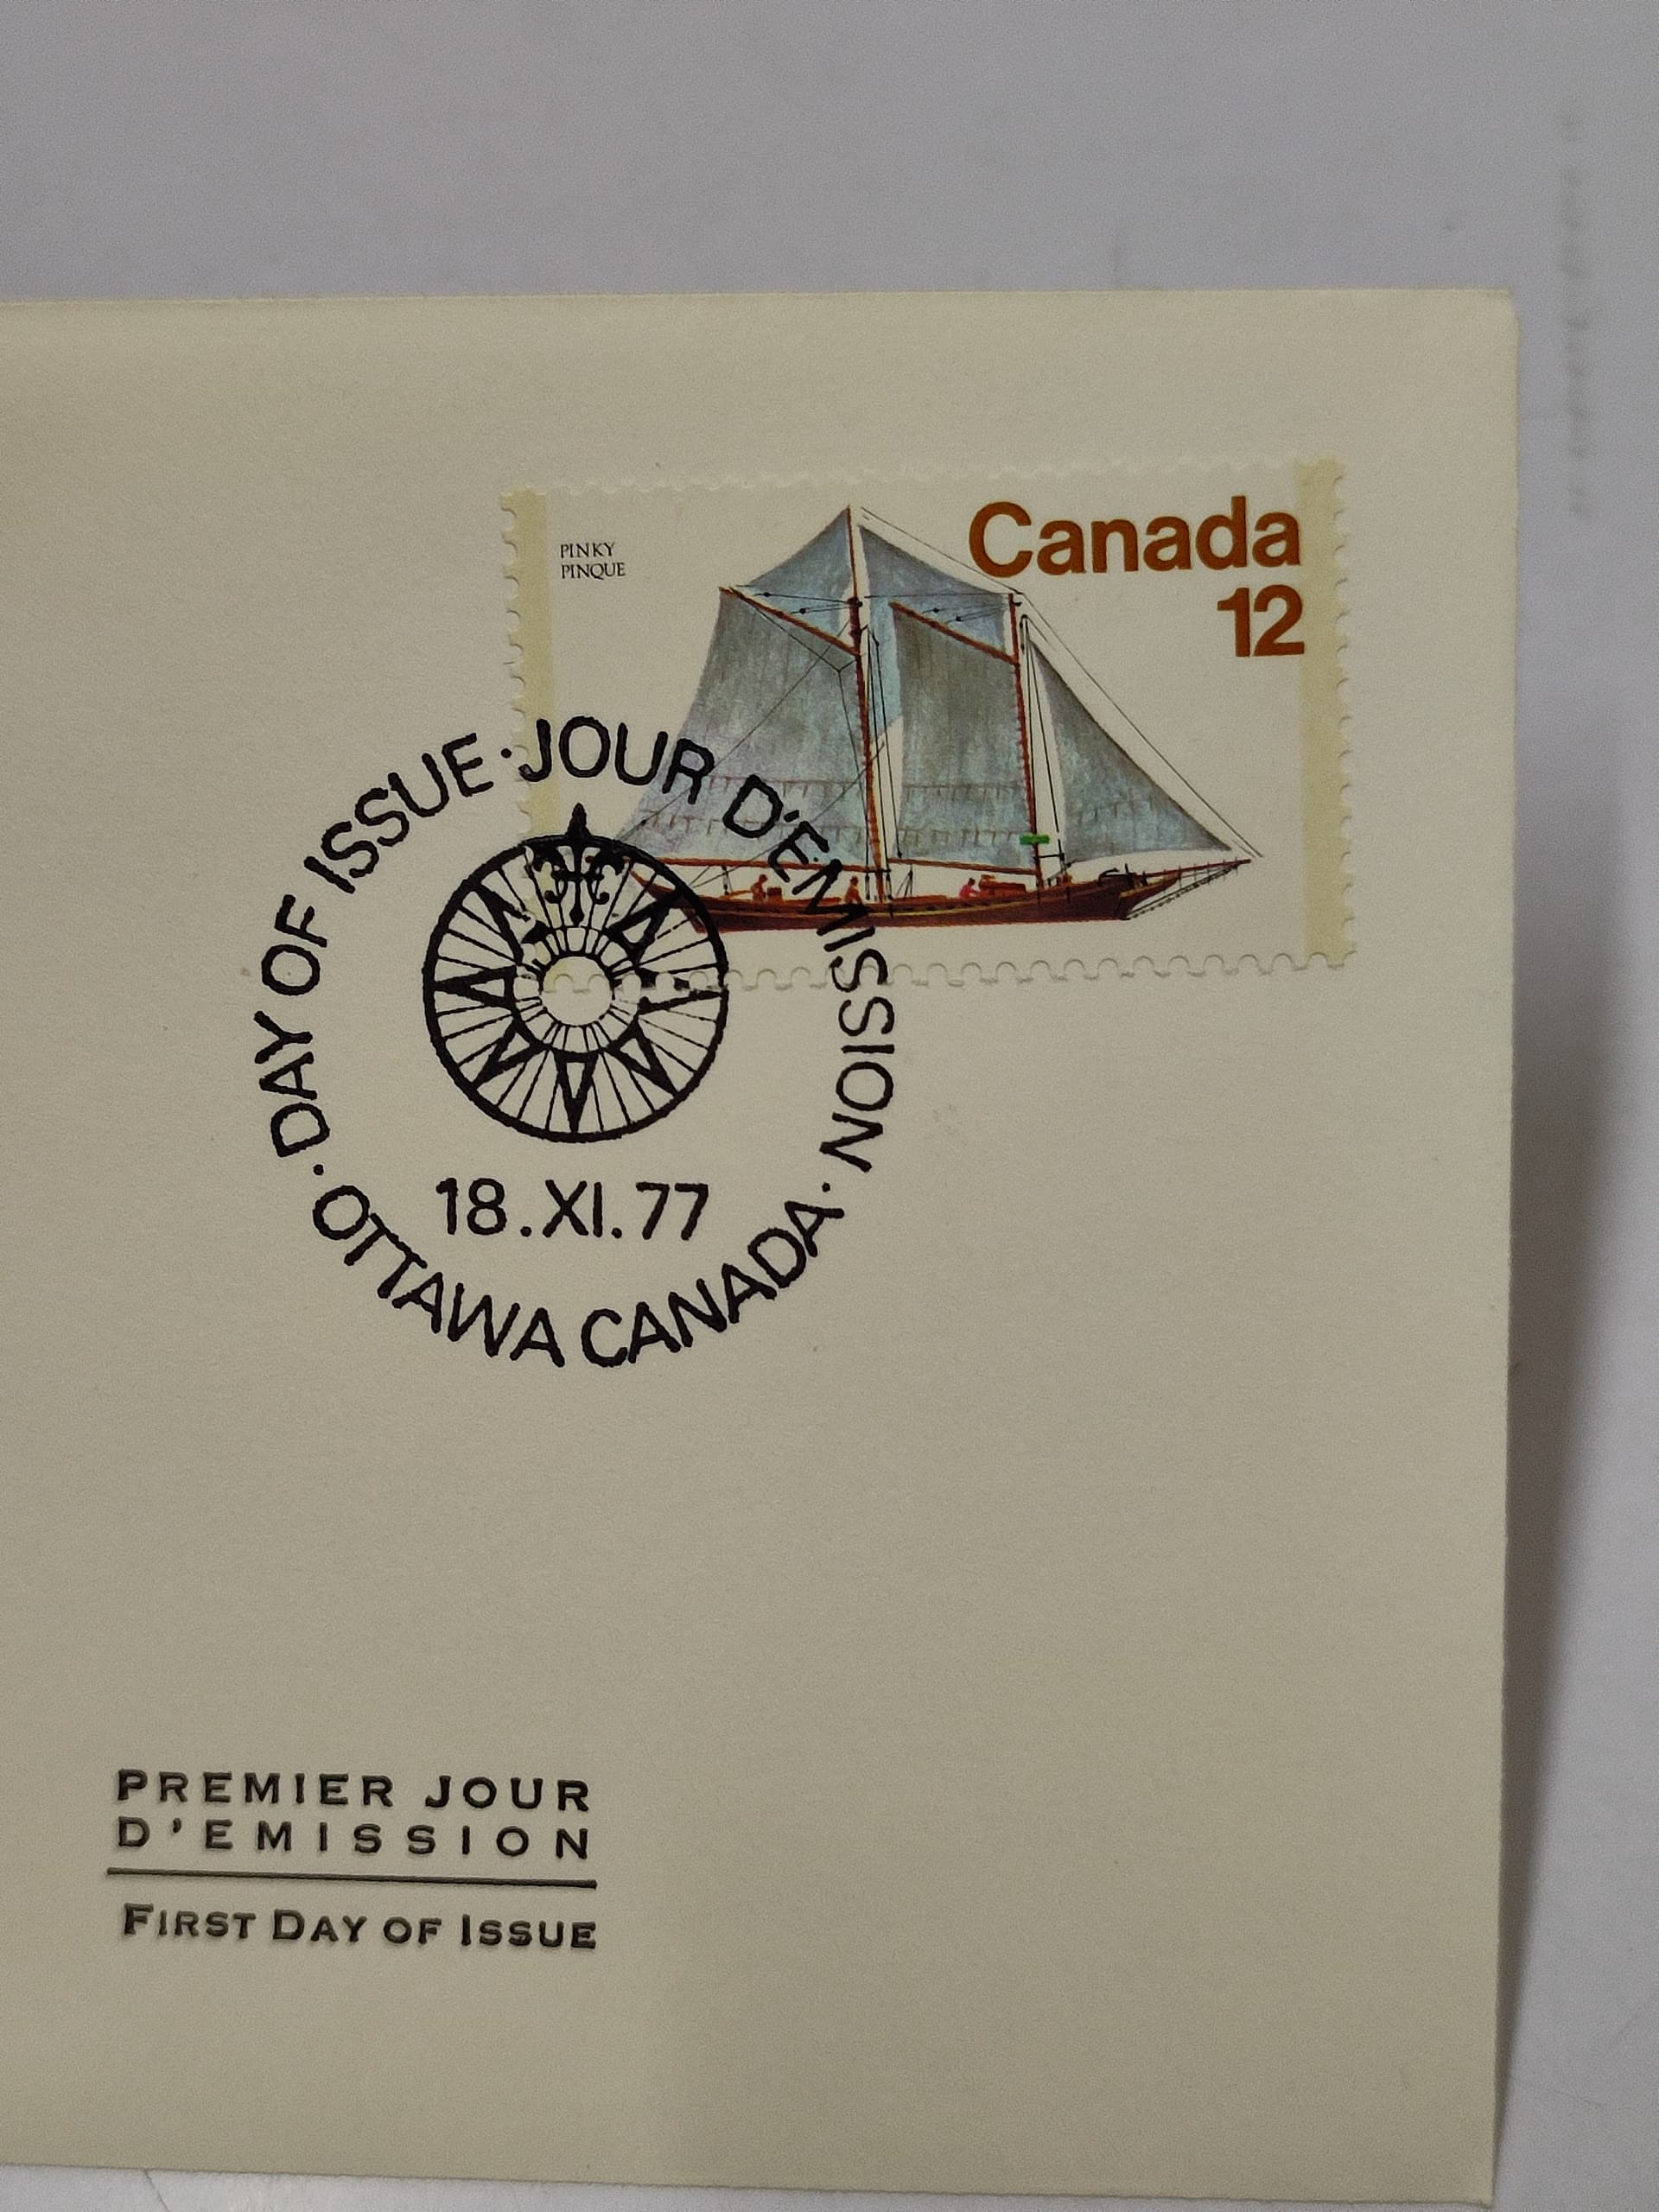 PINKY
PINQUE
Canada
12
DAY OF ISSUE · JOUR D'ÉMISSION · OTTAWA CANADA ·
18.XI.77
PREMIER JOUR
D'EMISSION
FIRST DAY OF ISSUE